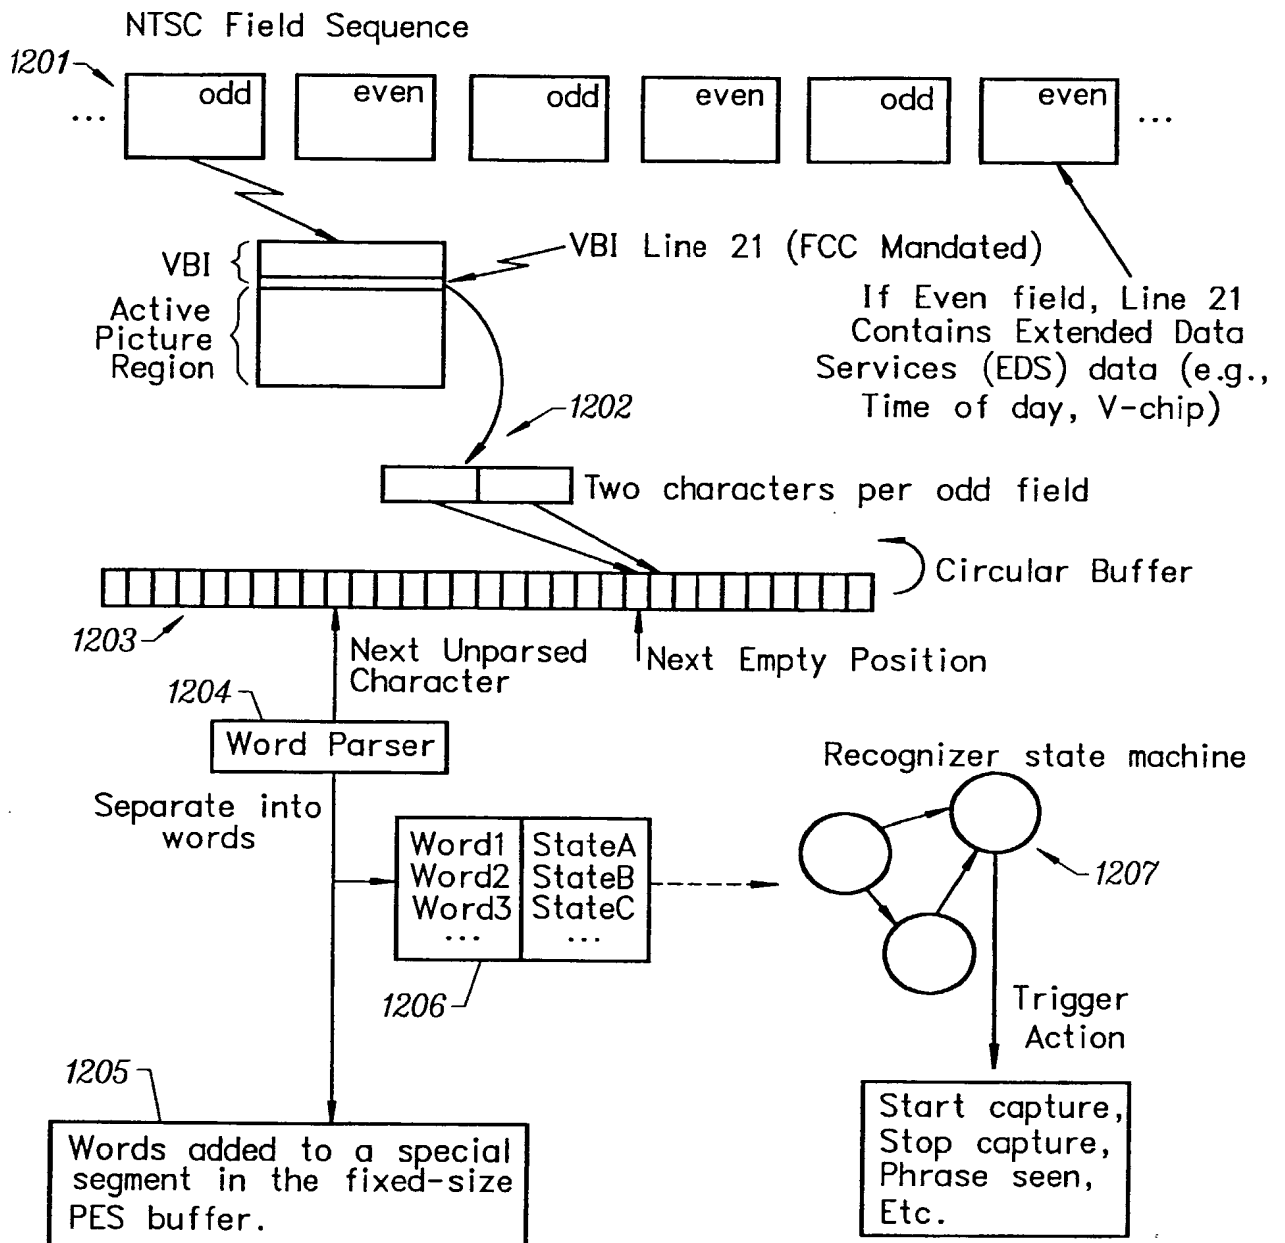 NTSC Field Sequence
1201
odd
even
odd
even
odd
even
...
...
VBI
VBI Line 21 (FCC Mandated)
Active
Picture
Region
If Even field, Line 21
Contains Extended Data
Services (EDS) data (e.g.,
Time of day, V-chip)
1202
Two characters per odd field
Circular Buffer
1203
Next Unparsed
Character
Next Empty Position
1204
Word Parser
Recognizer state machine
Separate into
words
Word1 StateA
Word2 StateB
Word3 StateC
... ...
1207
1206
Trigger
Action
1205
Words added to a special
segment in the fixed-size
PES buffer.
Start capture,
Stop capture,
Phrase seen,
Etc.